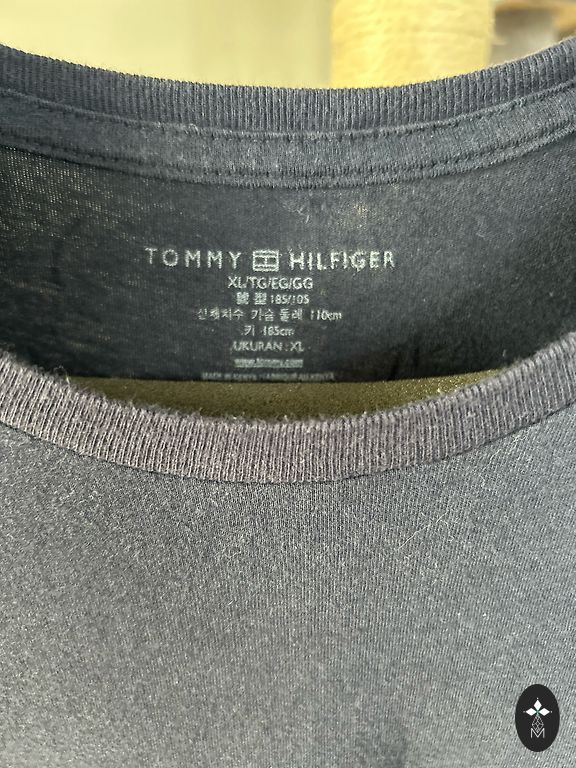 TOMMY HILFIGER
XL/TG/EG/GG
號型 185/105
신체치수 가슴 둘레 110cm
키 185cm
UKURAN : XL
M